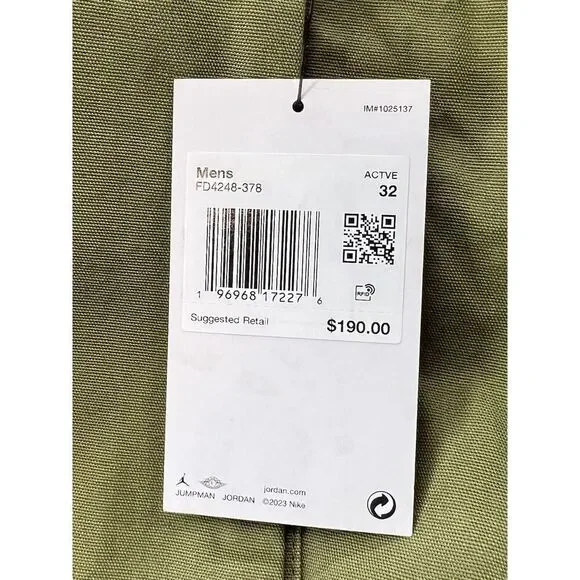 IM#1025137
Mens ACTVE
FD4248-378 32
1 96968 17227 6
RFID
Suggested Retail $190.00
jordan.com
JUMPMAN JORDAN ©2023 Nike